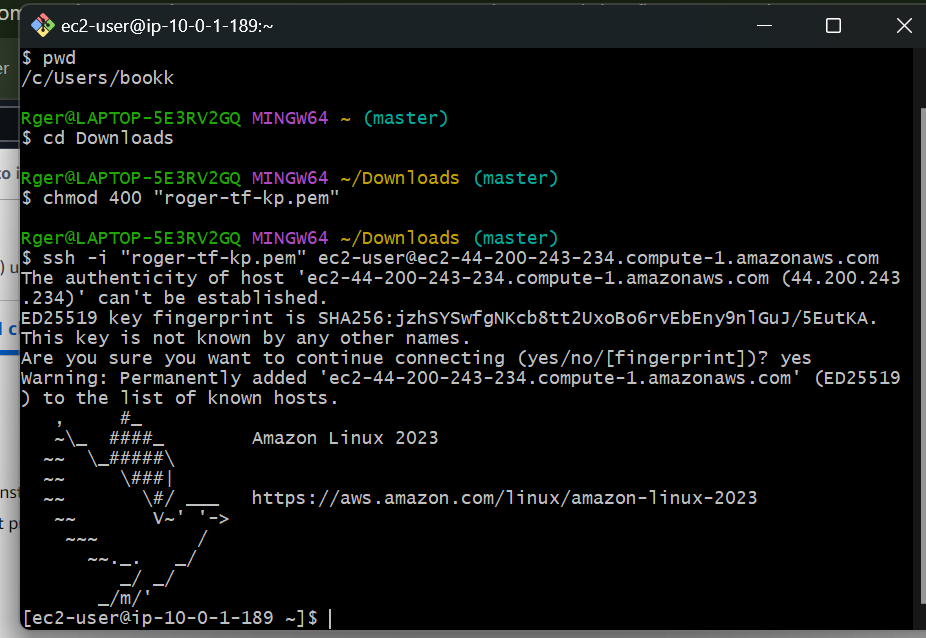 ec2-user@ip-10-0-1-189:~
$ pwd
/c/Users/bookk
Rger@LAPTOP-5E3RV2GQ MINGW64 ~ (master)
$ cd Downloads
Rger@LAPTOP-5E3RV2GQ MINGW64 ~/Downloads (master)
$ chmod 400 "roger-tf-kp.pem"
Rger@LAPTOP-5E3RV2GQ MINGW64 ~/Downloads (master)
$ ssh -i "roger-tf-kp.pem" ec2-user@ec2-44-200-243-234.compute-1.amazonaws.com
The authenticity of host 'ec2-44-200-243-234.compute-1.amazonaws.com (44.200.243
.234)' can't be established.
ED25519 key fingerprint is SHA256:jzhSYSwfgNKcb8tt2UxoBo6rvEbEny9nlGuJ/5EutKA.
This key is not known by any other names.
Are you sure you want to continue connecting (yes/no/[fingerprint])? yes
Warning: Permanently added 'ec2-44-200-243-234.compute-1.amazonaws.com' (ED25519
) to the list of known hosts.
   ,     #_
   ~\_  ####_        Amazon Linux 2023
  ~~  \_#####\
  ~~     \###|
  ~~       \#/ ___   https://aws.amazon.com/linux/amazon-linux-2023
   ~~       V~' '->
    ~~~         /
      ~~._.   _/
         _/ _/
       _/m/'
[ec2-user@ip-10-0-1-189 ~]$